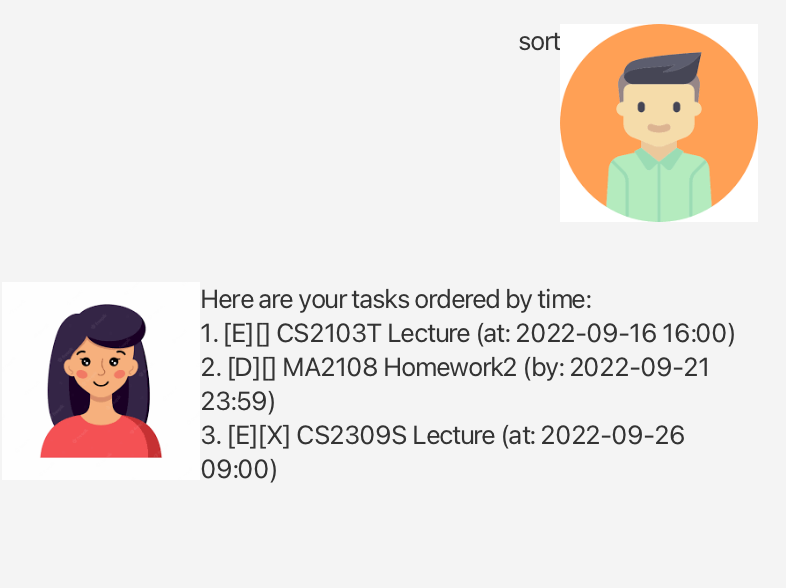 sort
Here are your tasks ordered by time:
1. [E][] CS2103T Lecture (at: 2022-09-16 16:00)
2. [D][] MA2108 Homework2 (by: 2022-09-21
23:59)
3. [E][X] CS2309S Lecture (at: 2022-09-26
09:00)